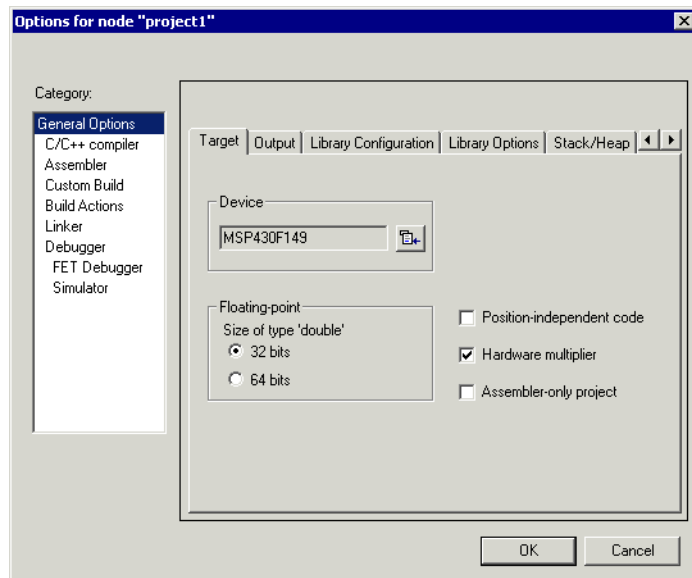 Options for node "project1"
Category:
General Options
C/C++ compiler
Assembler
Custom Build
Build Actions
Linker
Debugger
FET Debugger
Simulator
Target Output Library Configuration Library Options Stack/Heap
Device
MSP430F149
Floating-point
Size of type 'double'
32 bits
64 bits
Position-independent code
Hardware multiplier
Assembler-only project
OK Cancel